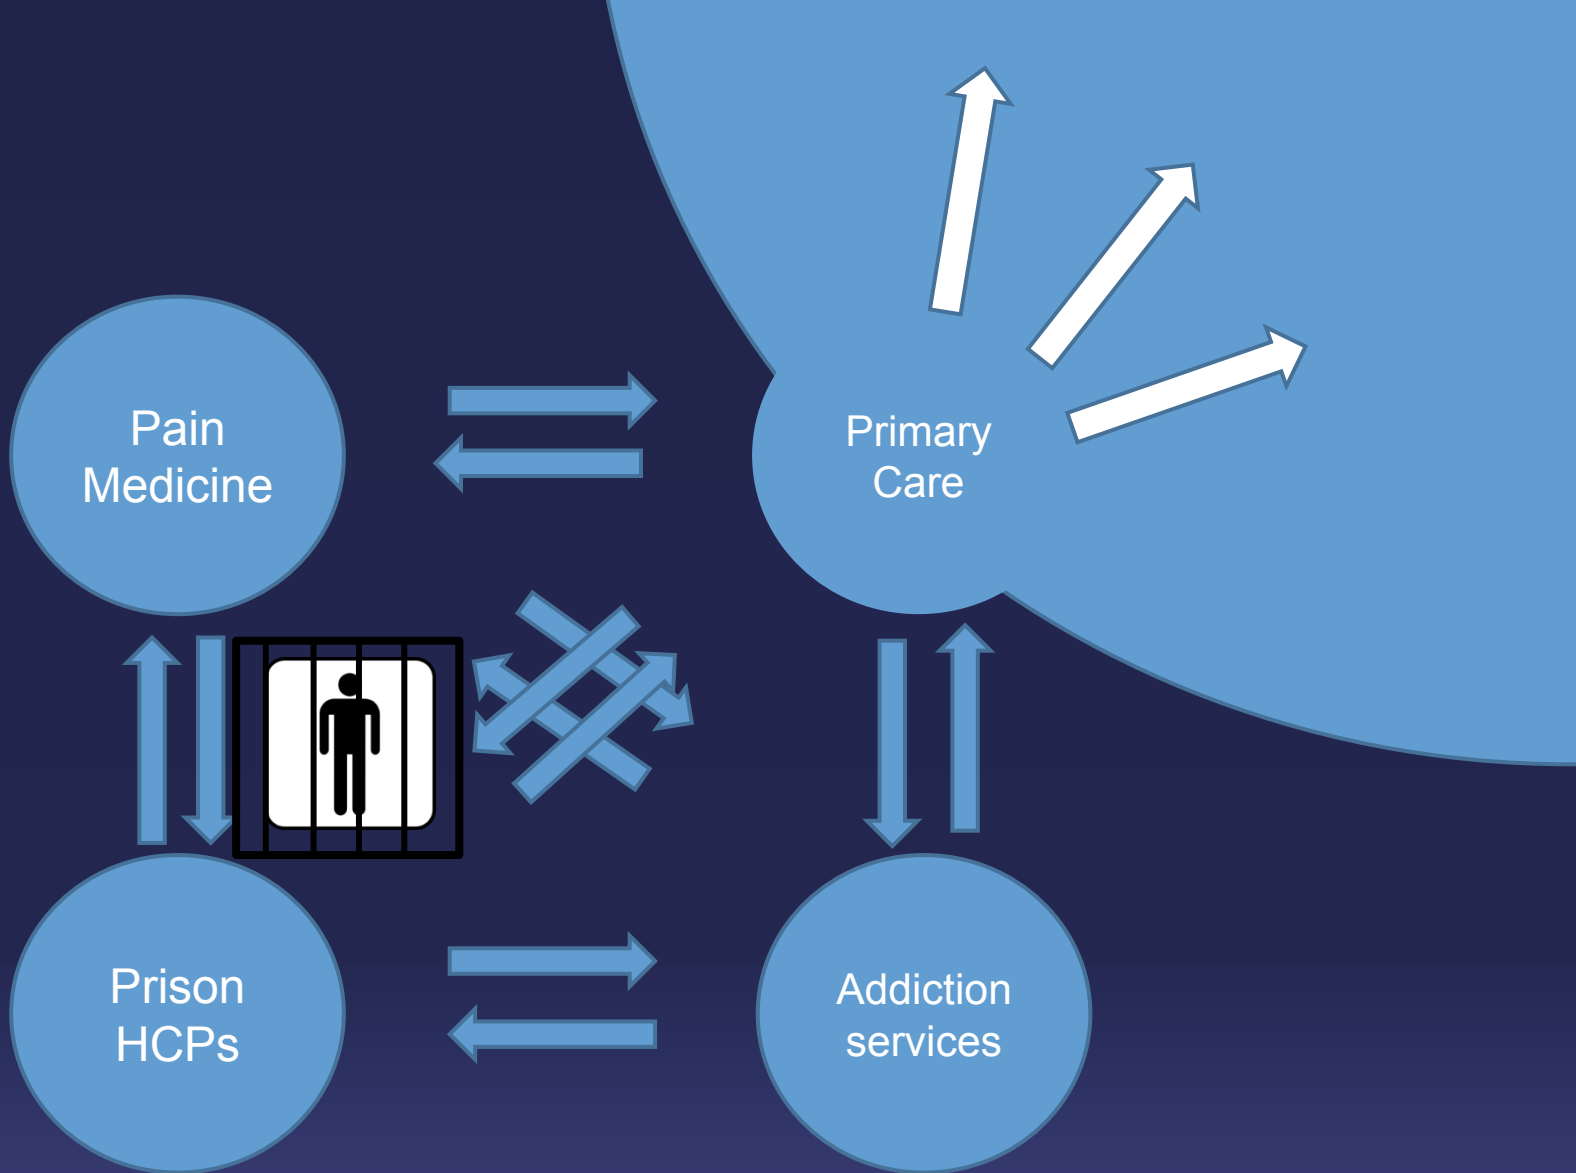 Pain
Medicine
Primary
Care
Prison
HCPs
Addiction
services